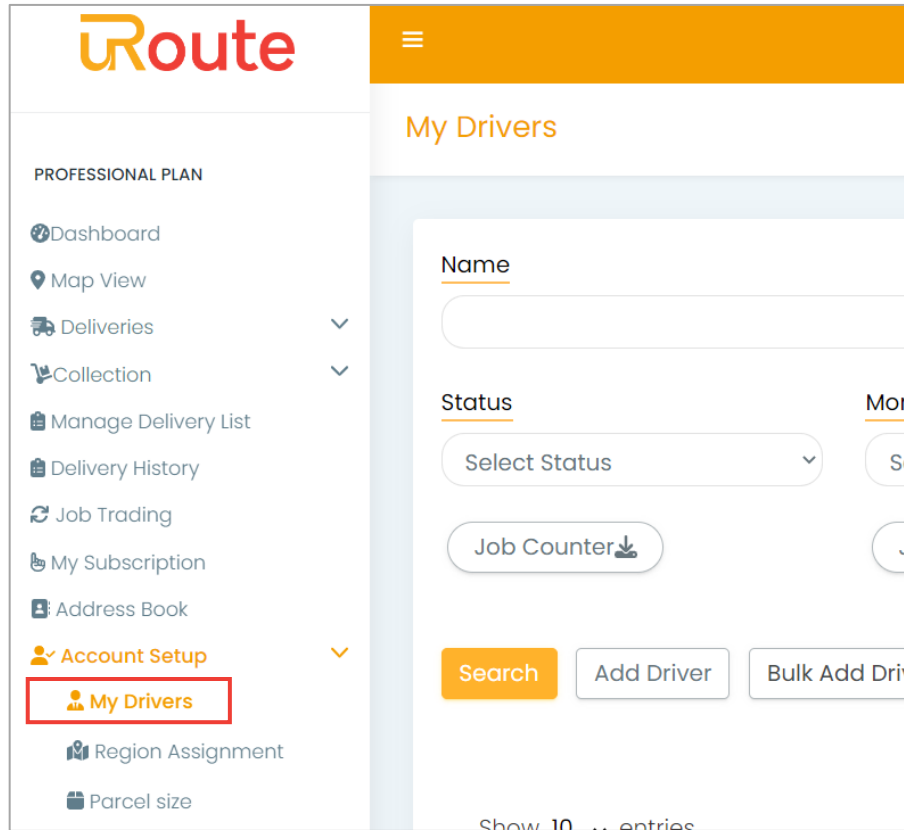 uRoute
My Drivers
PROFESSIONAL PLAN
Dashboard
Map View
Deliveries
Collection
Manage Delivery List
Delivery History
Job Trading
My Subscription
Address Book
Account Setup
My Drivers
Region Assignment
Parcel size
Name
Status
Select Status
Job Counter
Search Add Driver Bulk Add
Show 10 entries